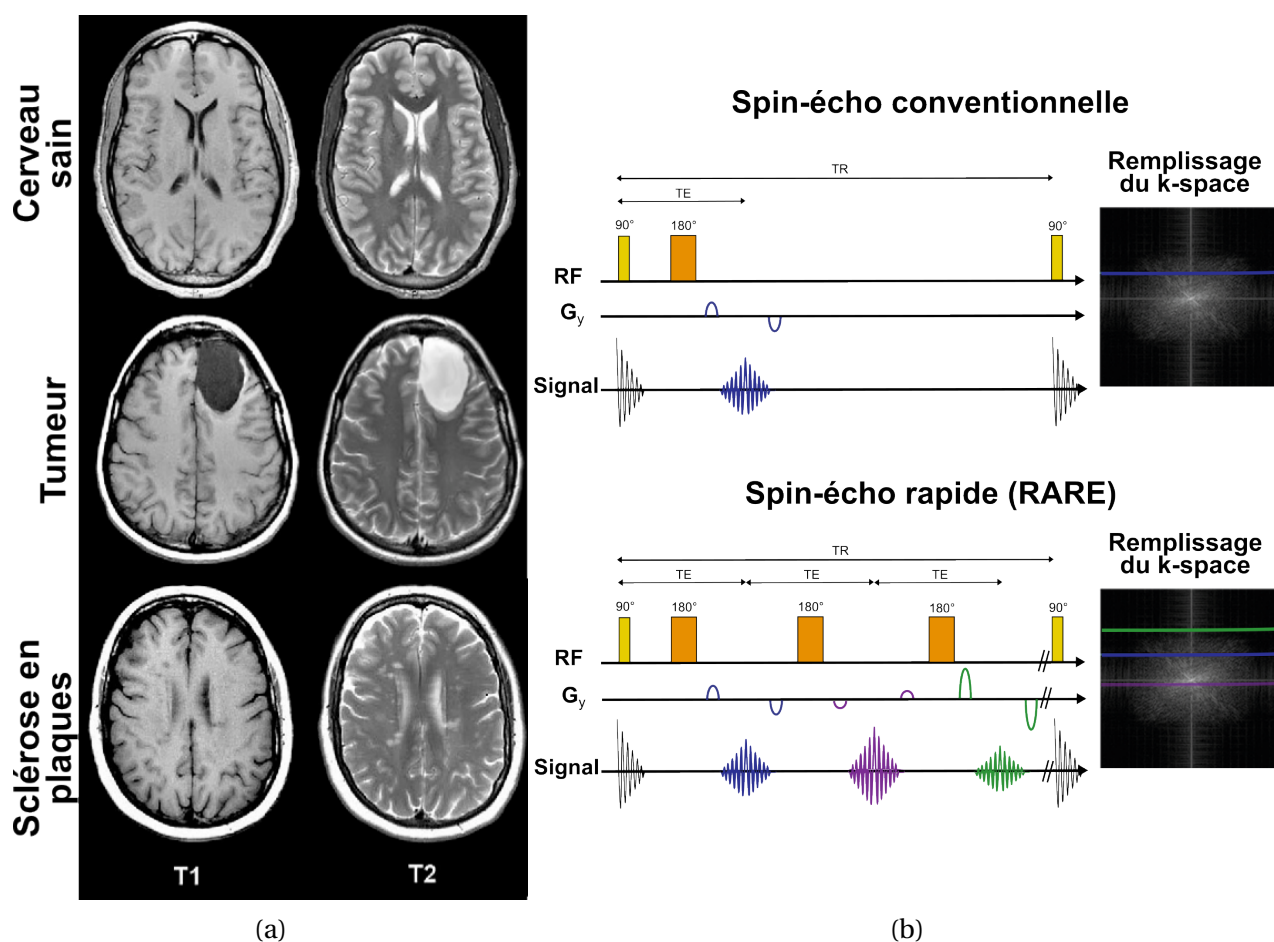 Cerveau
sain
Tumeur
Sclérose en
plaques
T1
T2
(a)
Spin-écho conventionnelle
Remplissage
du k-space
TR
TE
90°
180°
90°
RF
Gy
Signal
Spin-écho rapide (RARE)
Remplissage
du k-space
TR
TE
TE
TE
90°
180°
180°
180°
90°
RF
Gy
Signal
(b)